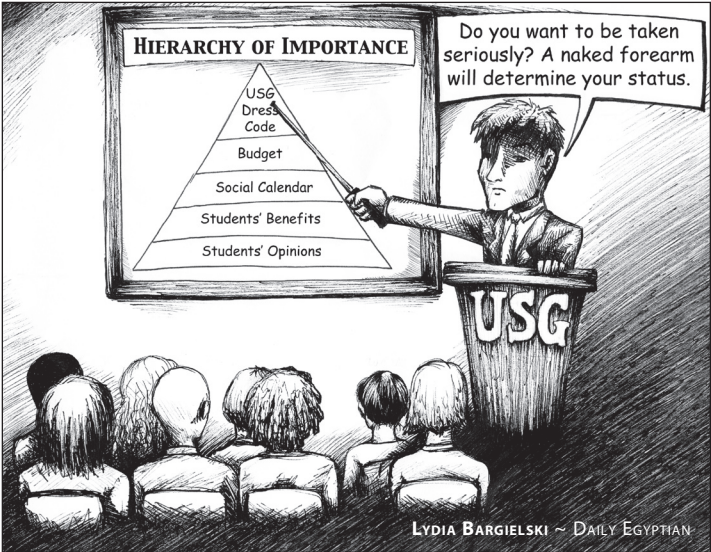 HIERARCHY OF IMPORTANCE
USG
Dress
Code
Budget
Social Calendar
Students' Benefits
Students' Opinions
Do you want to be taken
seriously? A naked forearm
will determine your status.
USG
LYDIA BARGIELSKI ~ DAILY EGYPTIAN